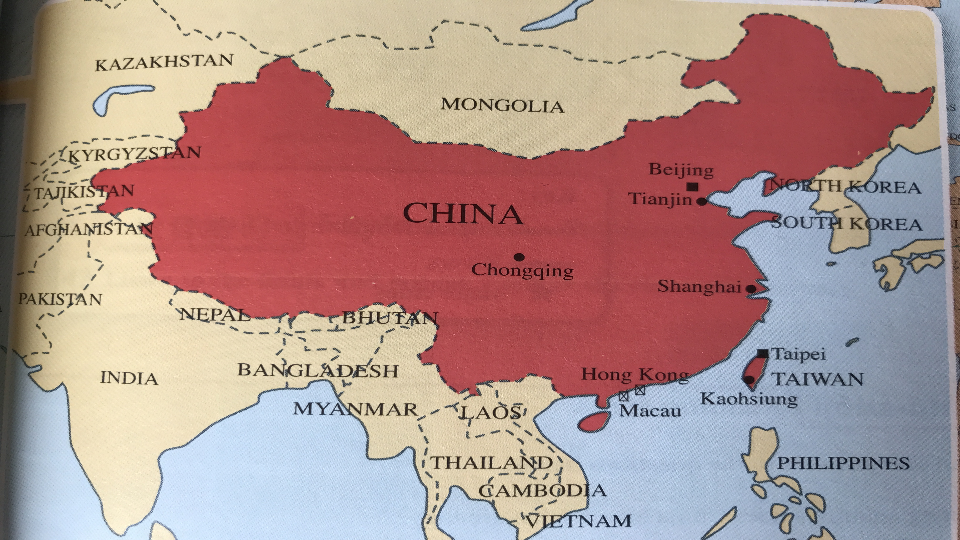 KAZAKHSTAN
MONGOLIA
KYRGYZSTAN
Beijing
TAJIKISTAN
NORTH KOREA
Tianjin
CHINA
AFGHANISTAN
SOUTH KOREA
Chongqing
Shanghai
PAKISTAN
NEPAL
BHUTAN
Taipei
BANGLADESH
INDIA
Hong Kong
TAIWAN
Kaohsiung
MYANMAR
LAOS
Macau
THAILAND
PHILIPPINES
CAMBODIA
VIETNAM